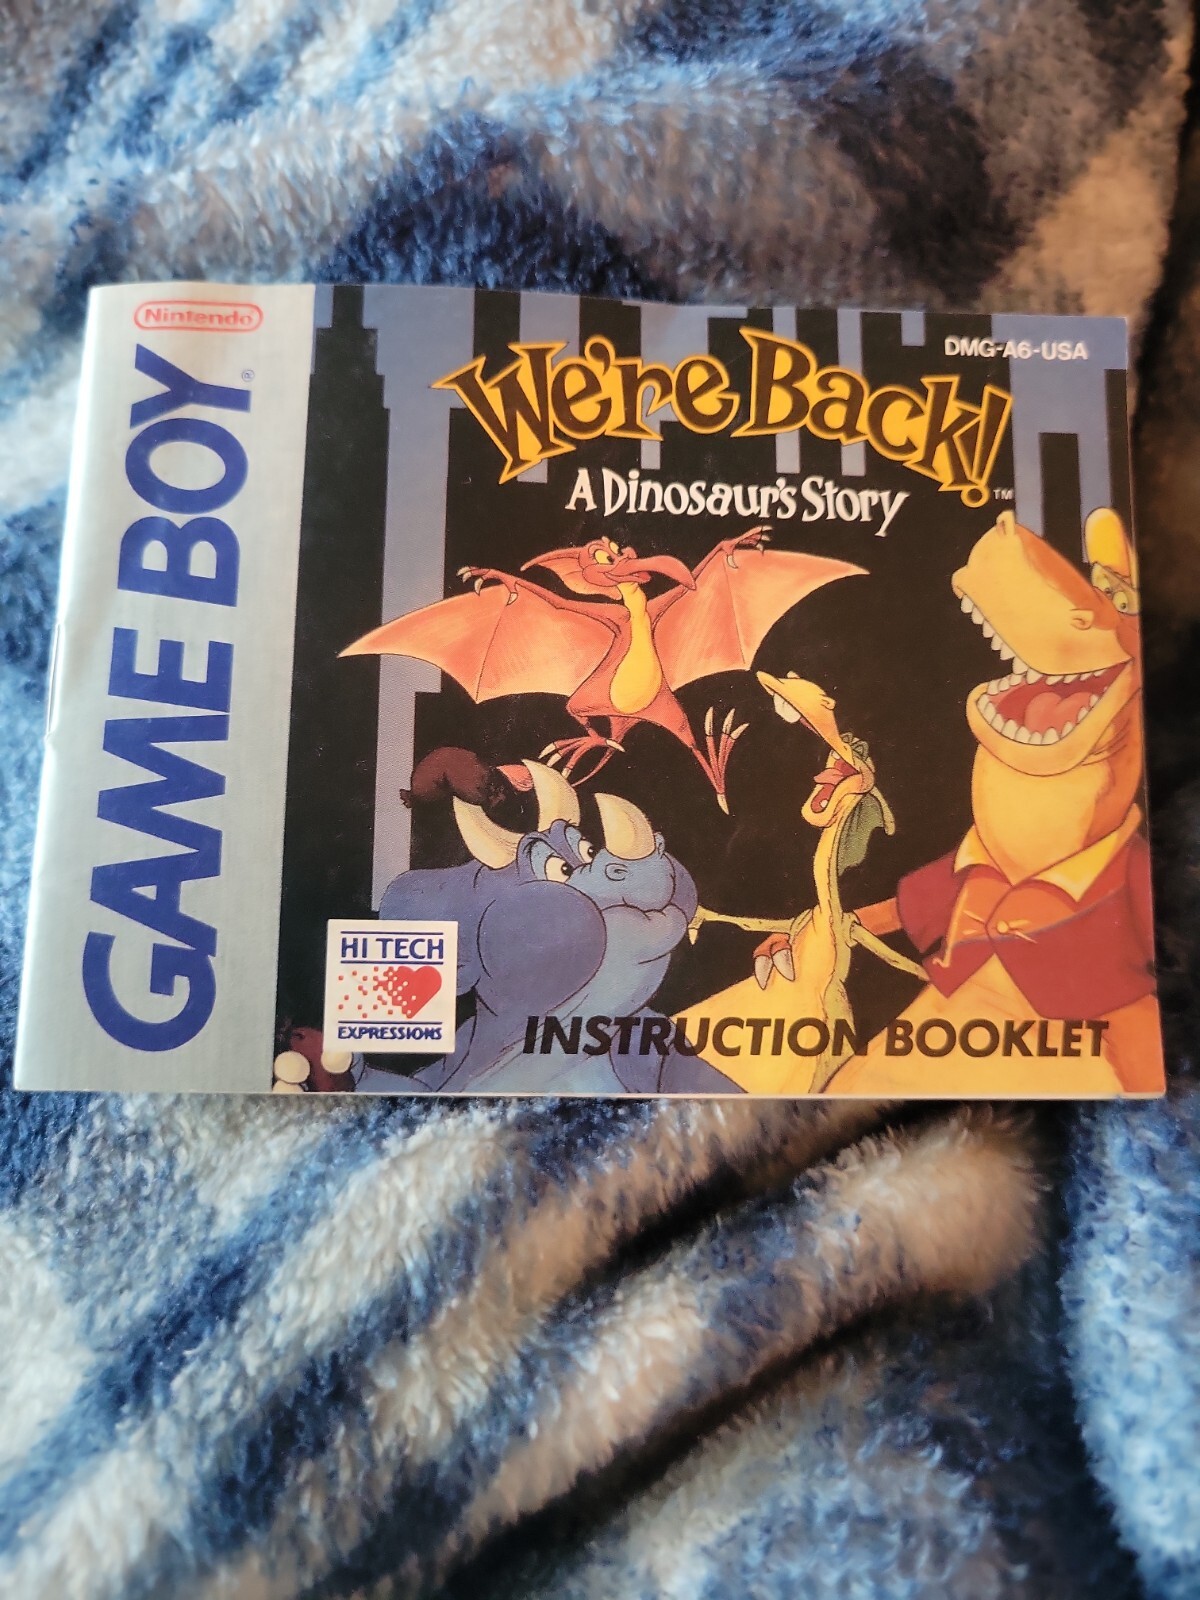 Nintendo
GAME BOY®
DMG-A6-USA
We're Back!™
A Dinosaur's Story
HI TECH
EXPRESSIONS
INSTRUCTION BOOKLET